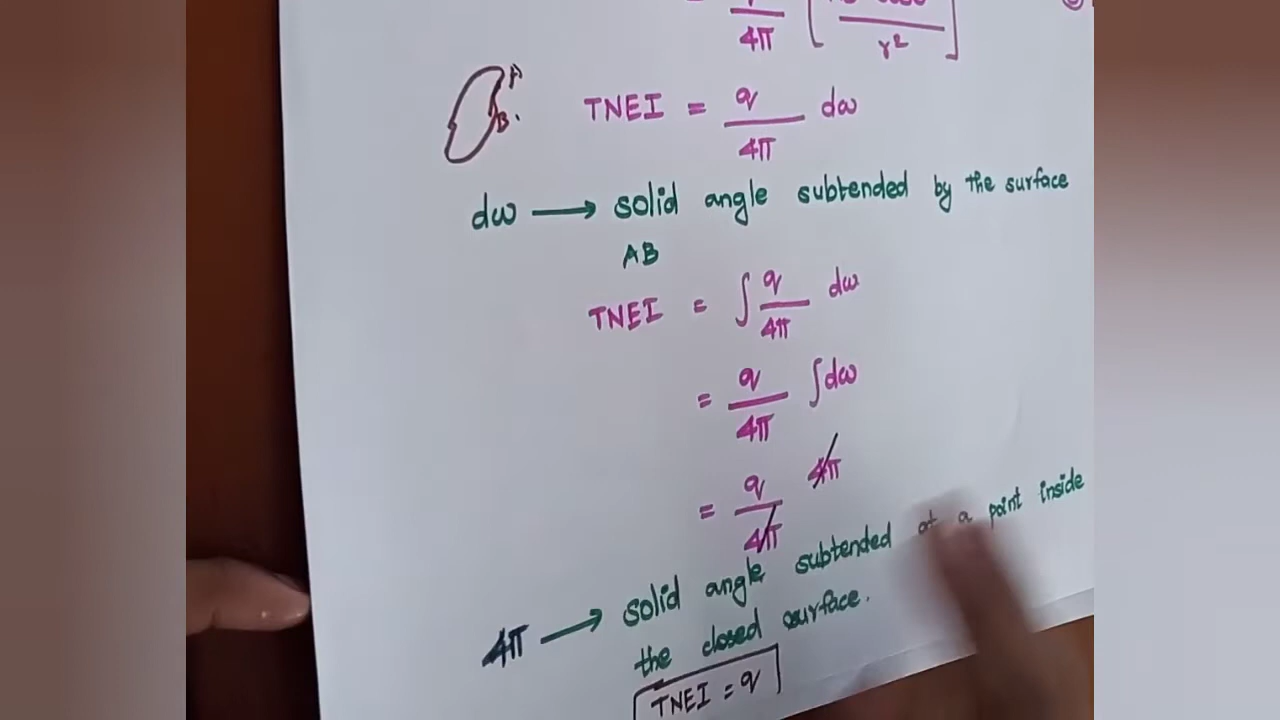 = q/4π [ / r² ]
A
B.
TNEI = q/4π dω
dω → solid angle subtended by the surface
AB
TNEI = ∫ q/4π dω
= q/4π ∫dω
= q/4π 4π
4π → solid angle subtended at a point inside
the closed surface.
TNEI = q